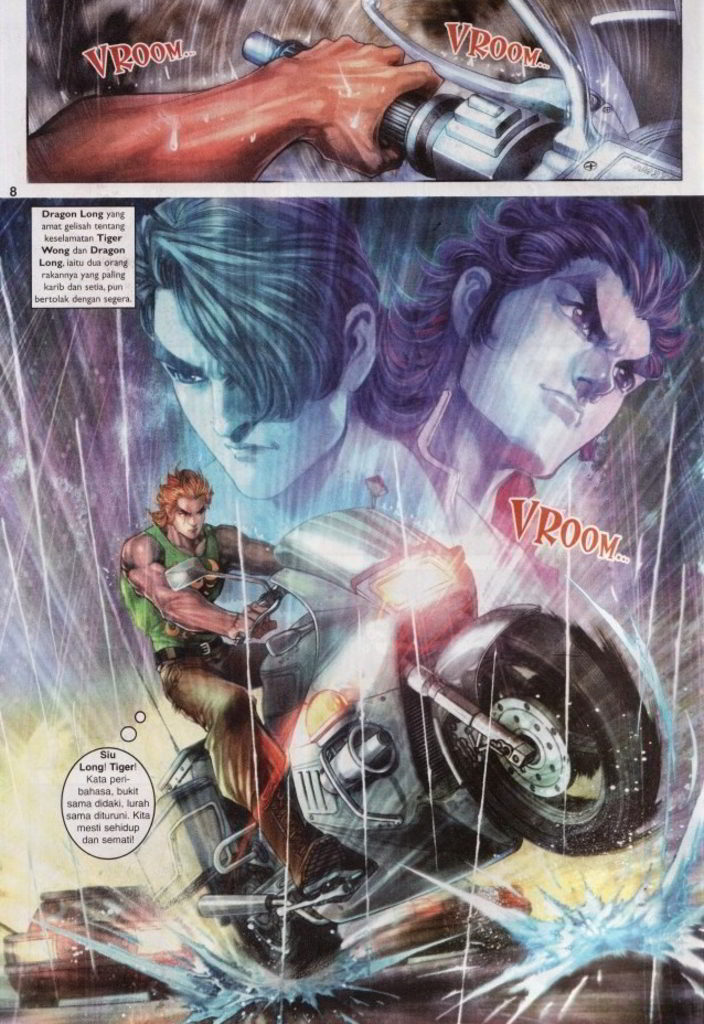 VROOM...
VROOM...
8
Dragon Long yang
amat gelisah tentang
keselamatan Tiger
Wong dan Dragon
Long, iaitu dua orang
rakannya yang paling
karib dan setia, pun
bertolak dengan segera.
VROOM...
Siu
Long! Tiger!
Kata peri-
bahasa, bukit
sama didaki, lurah
sama dituruni. Kita
mesti sehidup
dan semati!